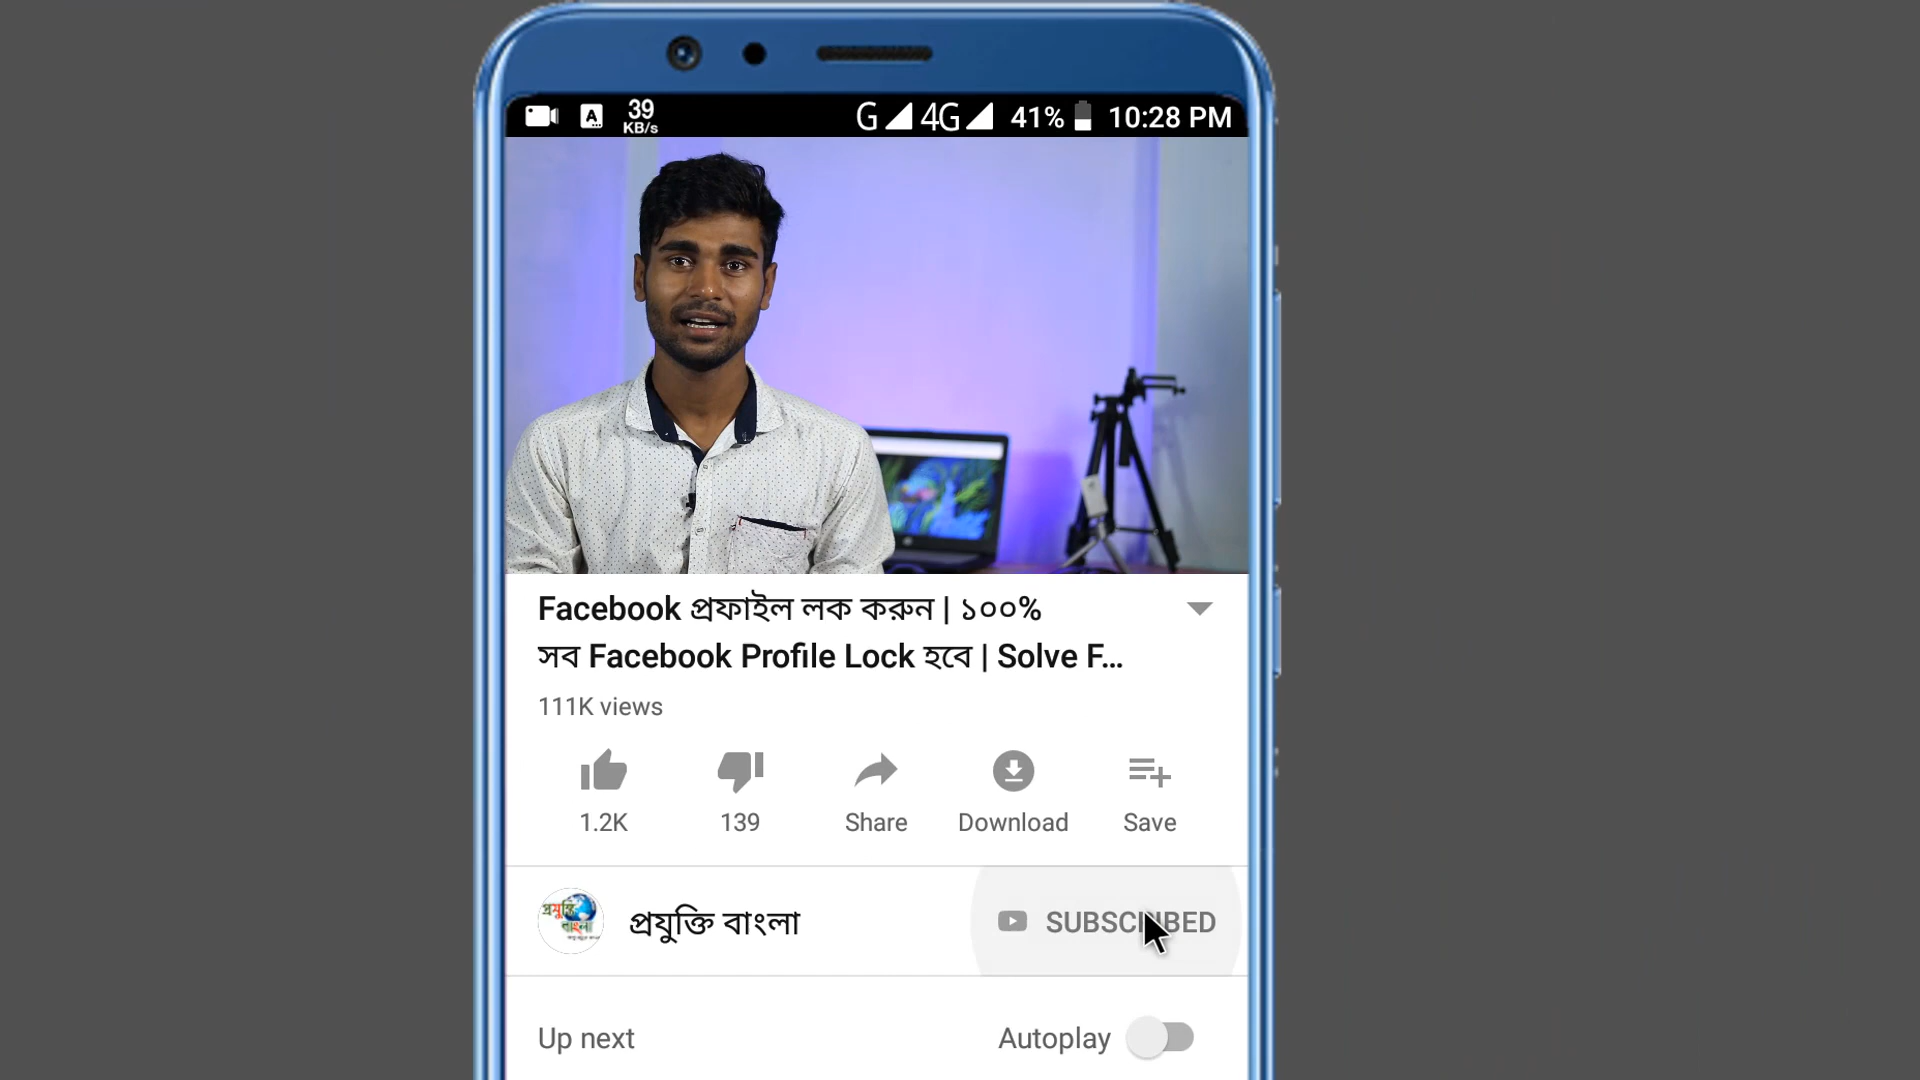 39
KB/s
G 4G 41% 10:28 PM
Facebook প্রফাইল লক করুন | ১০০%
সব Facebook Profile Lock হবে | Solve F...
111K views
1.2K 139 Share Download Save
প্রযুক্তি বাংলা
প্রযুক্তি বাংলা SUBSCRIBED
Up next Autoplay